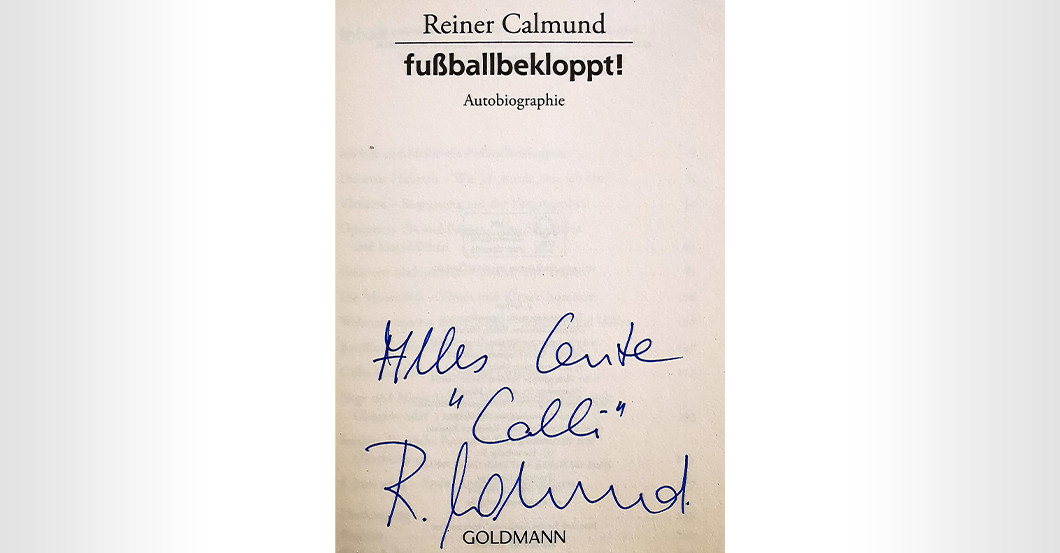 Reiner Calmund
fußballbekloppt!
Autobiographie
Alles Gute
"Calli"
R. Calmund
GOLDMANN